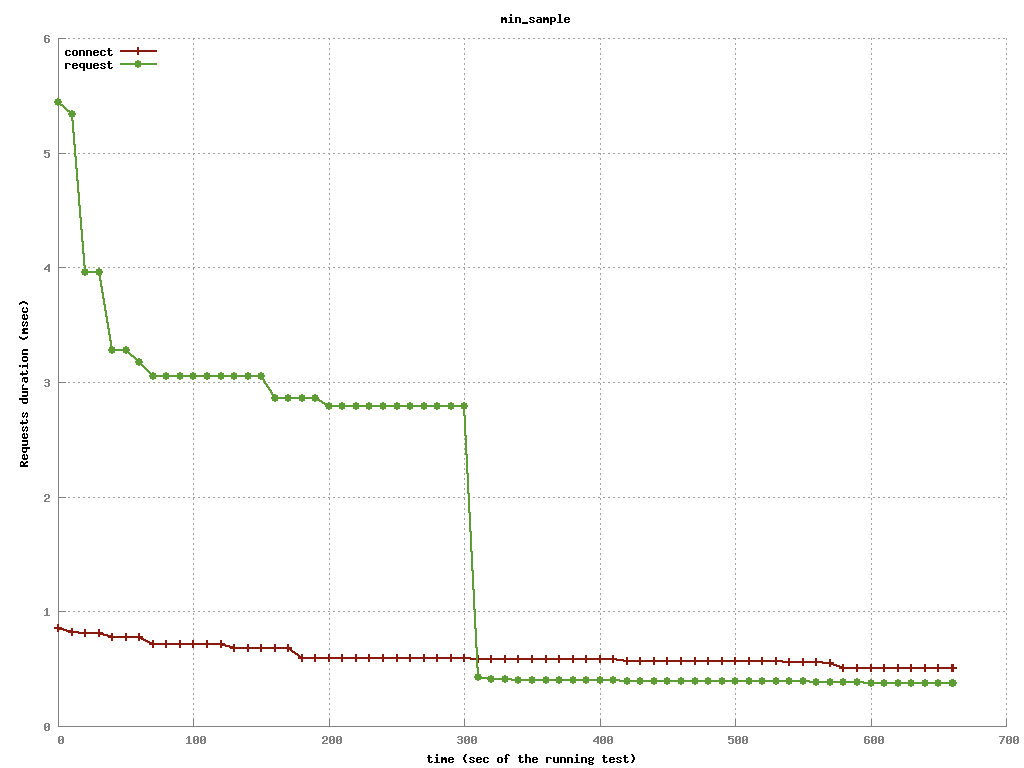 min_sample
connect
request
6
5
4
3
2
1
0
Requests duration (msec)
0 100 200 300 400 500 600 700
time (sec of the running test)